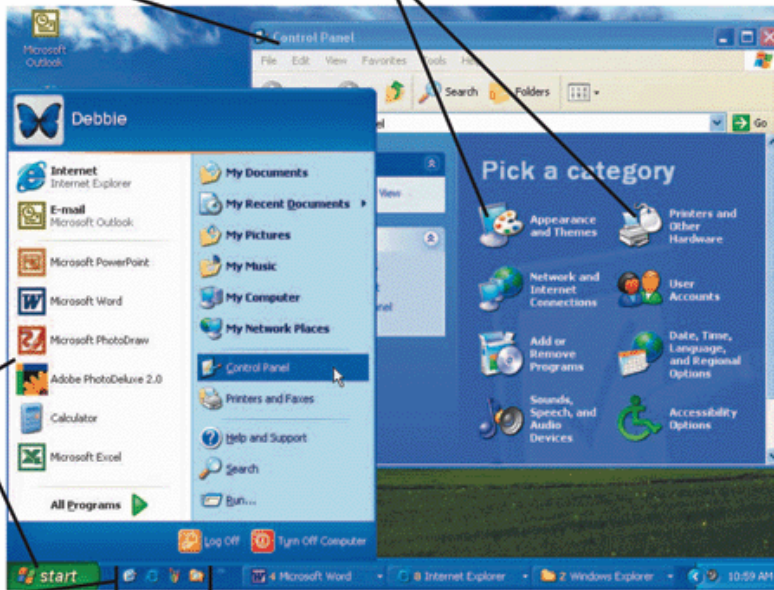 Microsoft
Outlook
Control Panel
File Edit View Favorites Tools Help
Search Folders
Go
Debbie
Internet
Internet Explorer
E-mail
Microsoft Outlook
Microsoft PowerPoint
Microsoft Word
Microsoft PhotoDraw
Adobe PhotoDeluxe 2.0
Calculator
Microsoft Excel
All Programs
My Documents
My Recent Documents
My Pictures
My Music
My Computer
My Network Places
Control Panel
Printers and Faxes
Help and Support
Search
Run...
Log Off
Turn Off Computer
View
Pick a category
Appearance
and Themes
Printers and
Other
Hardware
Network and
Internet
Connections
User
Accounts
Add or
Remove
Programs
Date, Time,
Language,
and Regional
Options
Sounds,
Speech, and
Audio
Devices
Accessibility
Options
start
4 Microsoft Word
8 Internet Explorer
2 Windows Explorer
10:59 AM